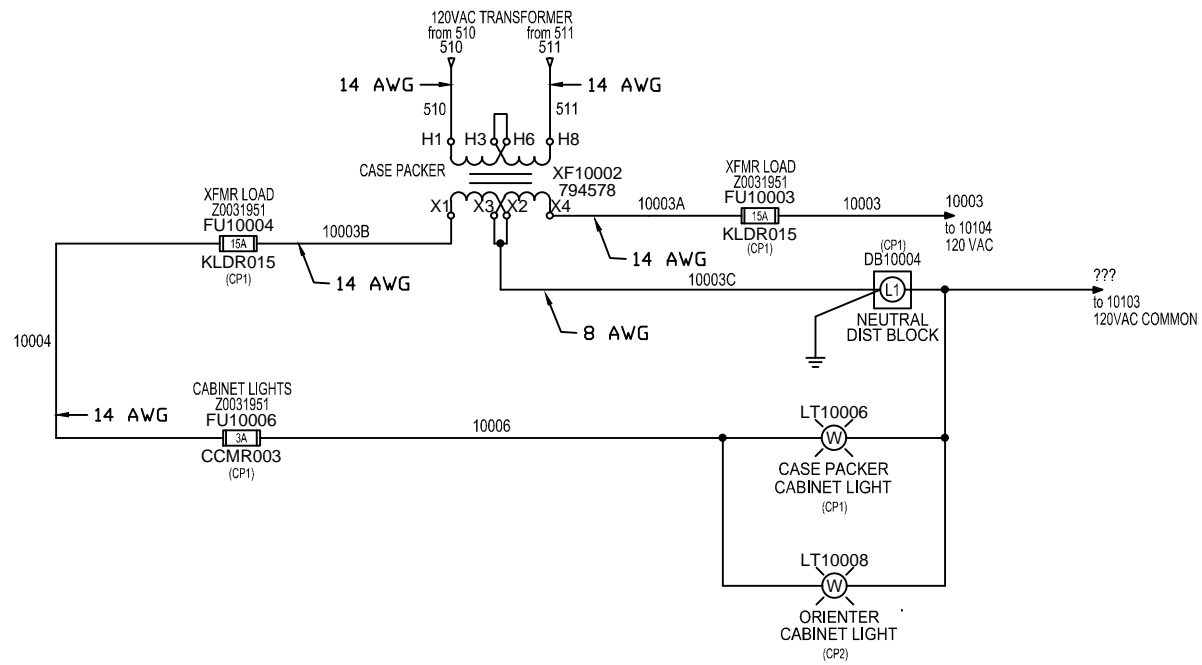 120VAC TRANSFORMER
from 510
from 511
510
511
14 AWG
14 AWG
510
511
H1
H3
H6
H8
CASE PACKER
XF10002
794578
X1
X3
X2
X4
XFMR LOAD
Z0031951
FU10004
15A
KLDR015
(CP1)
10003B
14 AWG
10003A
14 AWG
XFMR LOAD
Z0031951
FU10003
15A
KLDR015
(CP1)
10003
10003
to 10104
120 VAC
10003C
8 AWG
(CP1)
DB10004
L1
NEUTRAL
DIST BLOCK
???
to 10103
120VAC COMMON
10004
14 AWG
CABINET LIGHTS
Z0031951
FU10006
3A
CCMR003
(CP1)
10006
LT10006
W
CASE PACKER
CABINET LIGHT
(CP1)
LT10008
W
ORIENTER
CABINET LIGHT
(CP2)